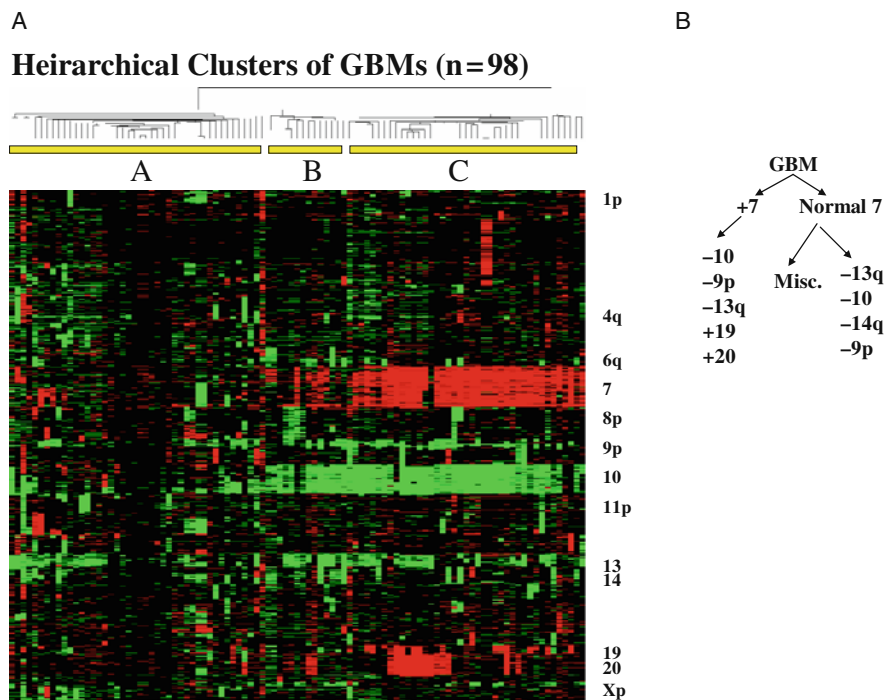 A
B
Heirarchical Clusters of GBMs (n=98)
A
B
C
1p
4q
6q
7
8p
9p
10
11p
13
14
19
20
Xp
GBM
+7
Normal 7
–10
–9p
–13q
+19
+20
Misc.
–13q
–10
–14q
–9p